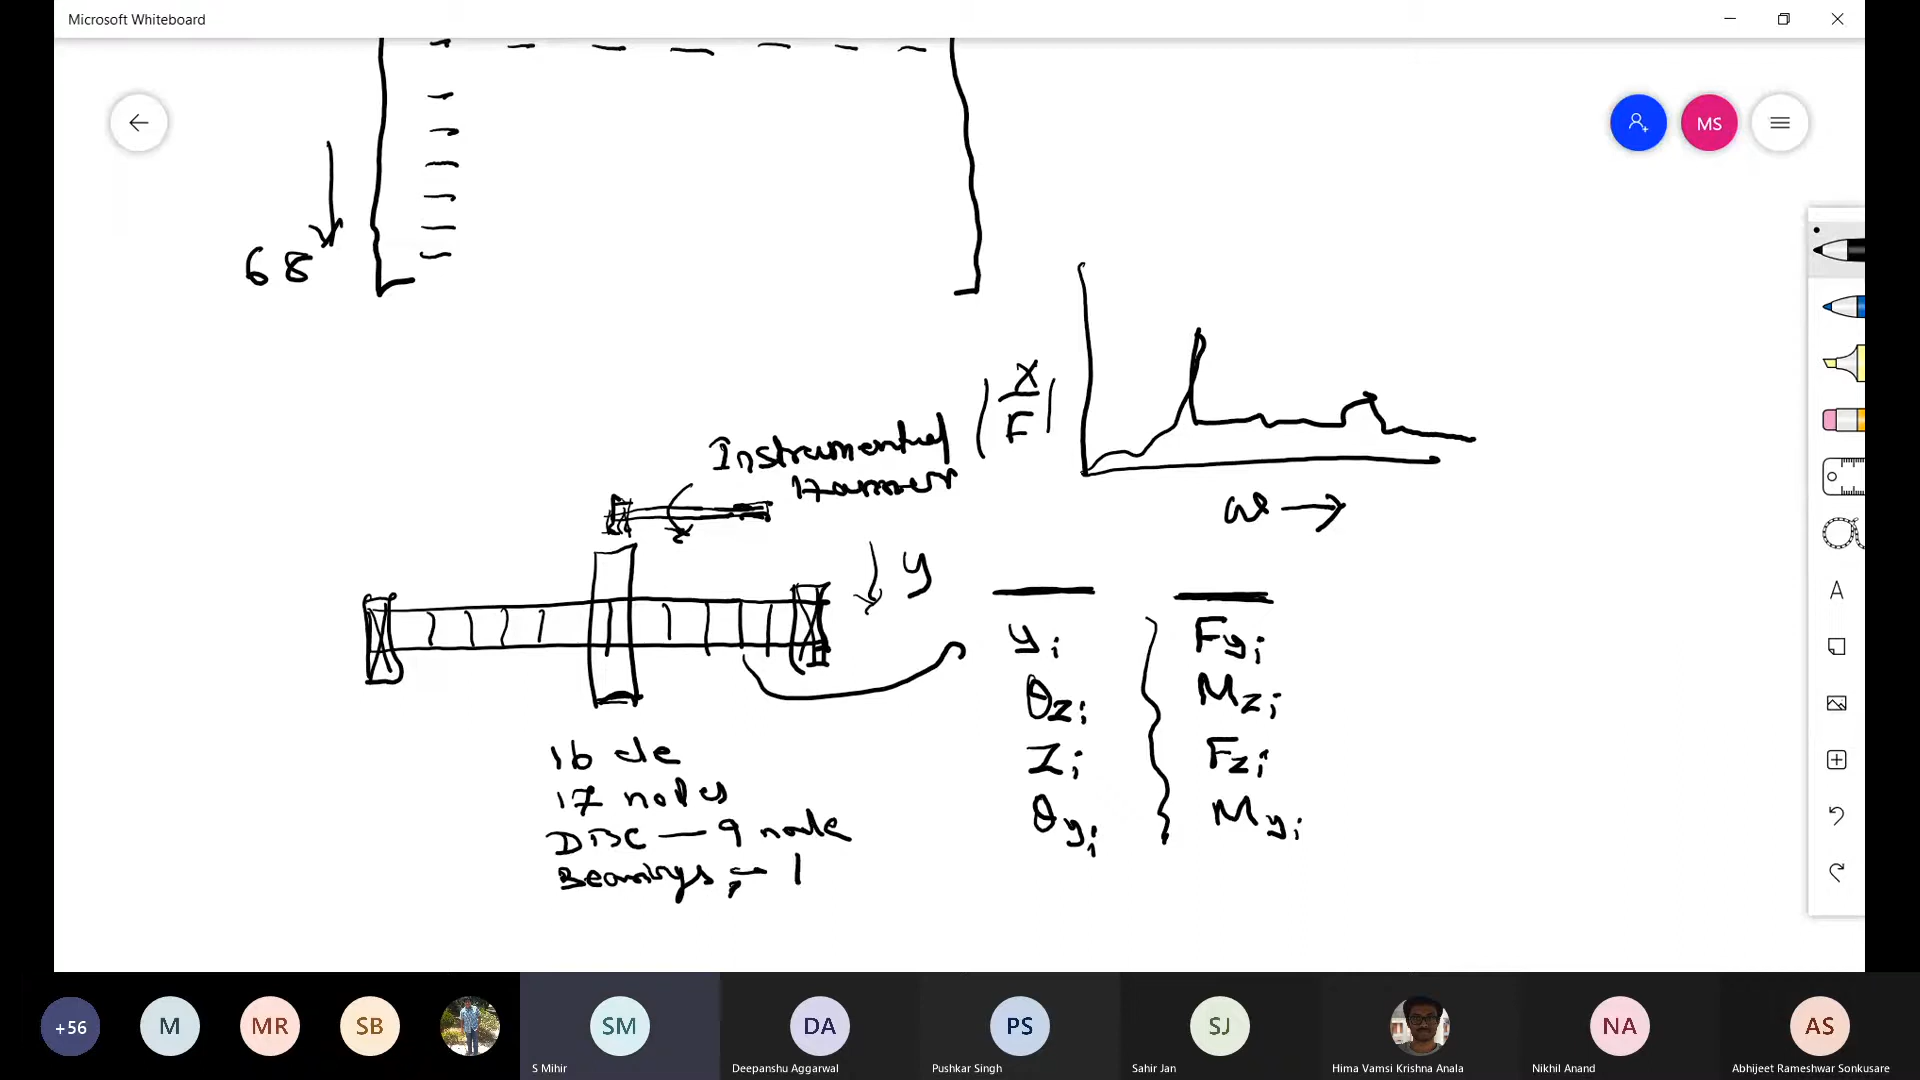 Microsoft Whiteboard
MS
68
|X/F|
Instrumented
Hammer
ω →
y
yi Fyi
θzi Mzi
Zi Fzi
θyi Myi
16 ele
17 nodes
DISC — 9 node
Bearings, — 1
A
+56
M
MR
SB
SM
DA
PS
SJ
NA
AS
S Mihir
Deepanshu Aggarwal
Pushkar Singh
Sahir Jan
Hima Vamsi Krishna Anala
Nikhil Anand
Abhijeet Rameshwar Sonkusare